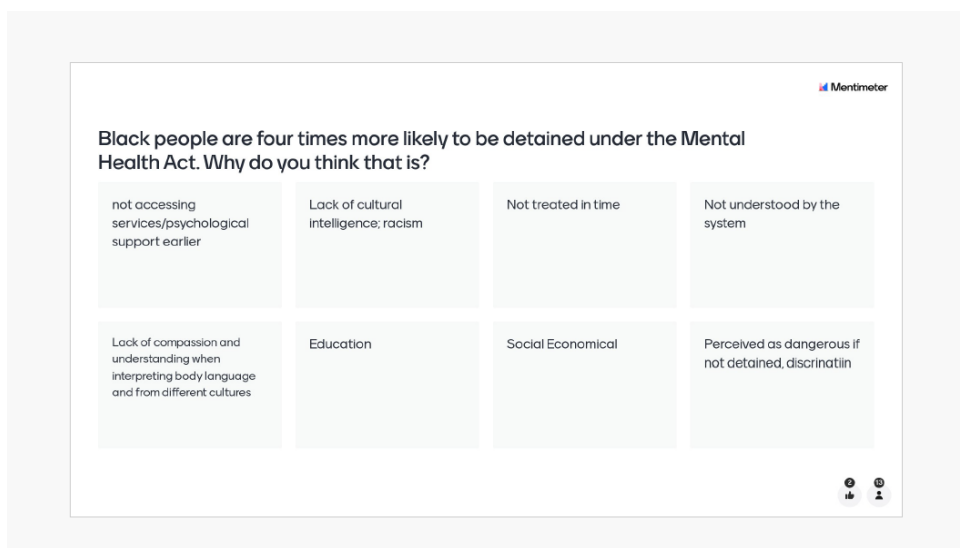 Mentimeter
Black people are four times more likely to be detained under the Mental
Health Act. Why do you think that is?
not accessing
services/psychological
support earlier
Lack of cultural
intelligence; racism
Not treated in time
Not understood by the
system
Lack of compassion and
understanding when
interpreting body language
and from different cultures
Education
Social Economical
Perceived as dangerous if
not detained, discrinatiin
2
13